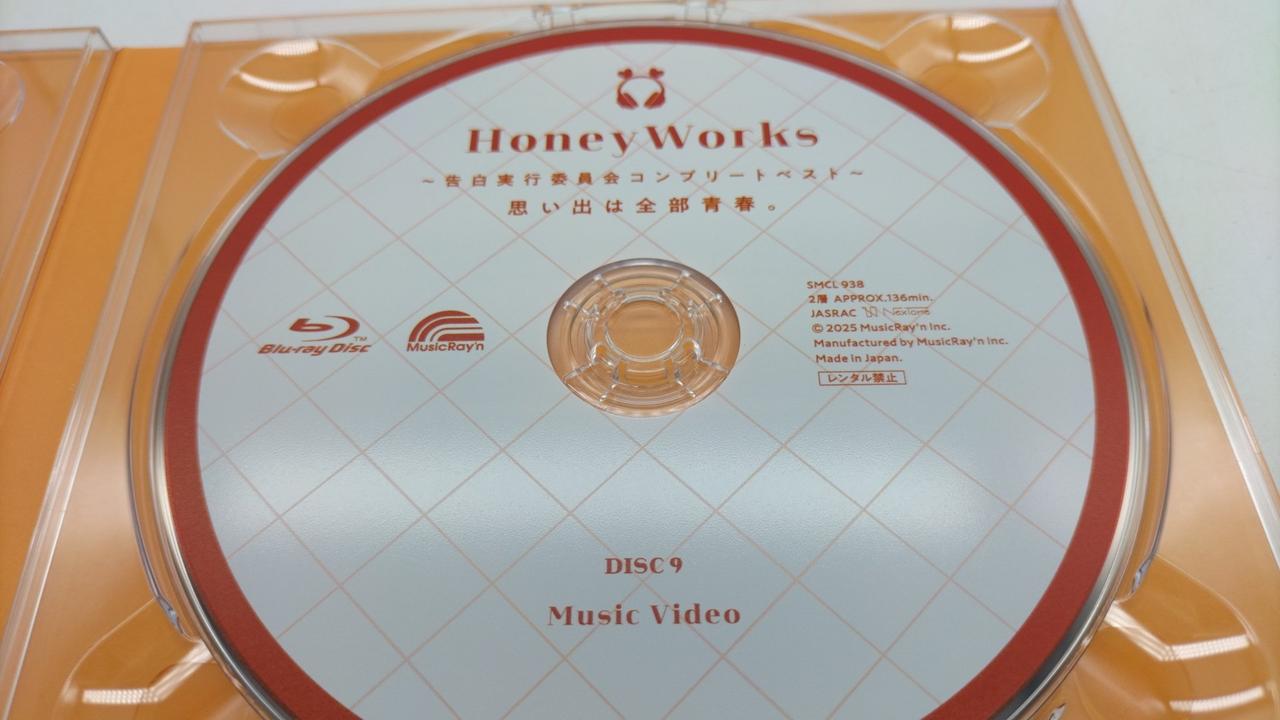 HoneyWorks
～告白実行委員会コンプリートベスト～
思い出は全部青春。
Blu-ray Disc TM
MusicRay'n
SMCL 938
2層 APPROX.136min.
JASRAC NexTone
© 2025 MusicRay'n Inc.
Manufactured by MusicRay'n Inc.
Made in Japan.
レンタル禁止
DISC 9
Music Video